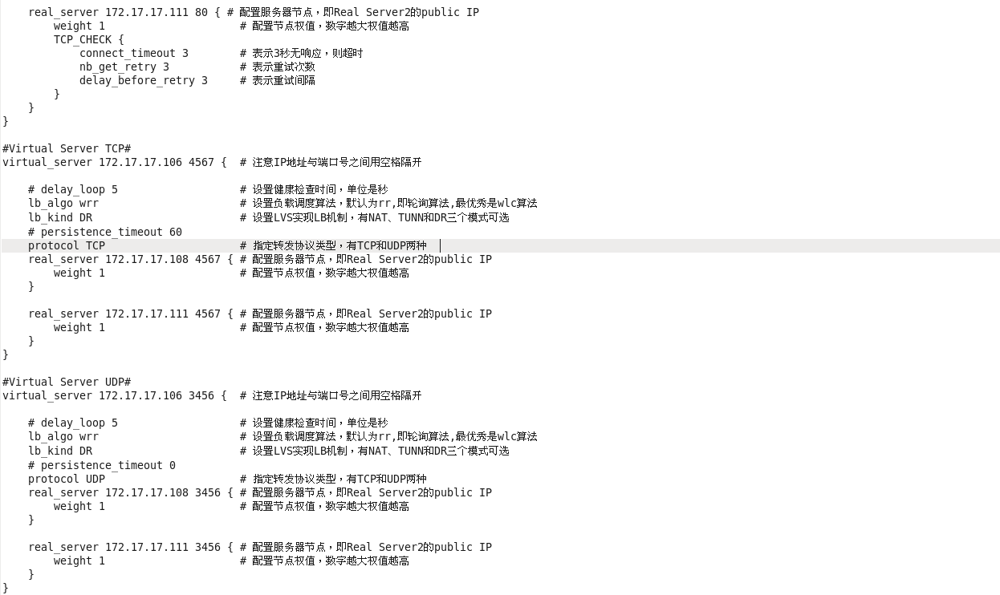 real_server 172.17.17.111 80 { # 配置服务器节点，即Real Server2的public IP
weight 1 # 配置节点权值，数字越大权值越高
TCP_CHECK {
connect_timeout 3 # 表示3秒无响应，则超时
nb_get_retry 3 # 表示重试次数
delay_before_retry 3 # 表示重试间隔
}
}
}
#Virtual Server TCP#
virtual_server 172.17.17.106 4567 { # 注意IP地址与端口号之间用空格隔开
# delay_loop 5 # 设置健康检查时间，单位是秒
lb_algo wrr # 设置负载调度算法，默认为rr,即轮询算法,最优秀是wlc算法
lb_kind DR # 设置LVS实现LB机制，有NAT、TUNN和DR三个模式可选
# persistence_timeout 60
protocol TCP # 指定转发协议类型，有TCP和UDP两种
real_server 172.17.17.108 4567 { # 配置服务器节点，即Real Server2的public IP
weight 1 # 配置节点权值，数字越大权值越高
}
real_server 172.17.17.111 4567 { # 配置服务器节点，即Real Server2的public IP
weight 1 # 配置节点权值，数字越大权值越高
}
}
#Virtual Server UDP#
virtual_server 172.17.17.106 3456 { # 注意IP地址与端口号之间用空格隔开
# delay_loop 5 # 设置健康检查时间，单位是秒
lb_algo wrr # 设置负载调度算法，默认为rr,即轮询算法,最优秀是wlc算法
lb_kind DR # 设置LVS实现LB机制，有NAT、TUNN和DR三个模式可选
# persistence_timeout 0
protocol UDP # 指定转发协议类型，有TCP和UDP两种
real_server 172.17.17.108 3456 { # 配置服务器节点，即Real Server2的public IP
weight 1 # 配置节点权值，数字越大权值越高
}
real_server 172.17.17.111 3456 { # 配置服务器节点，即Real Server2的public IP
weight 1 # 配置节点权值，数字越大权值越高
}
}